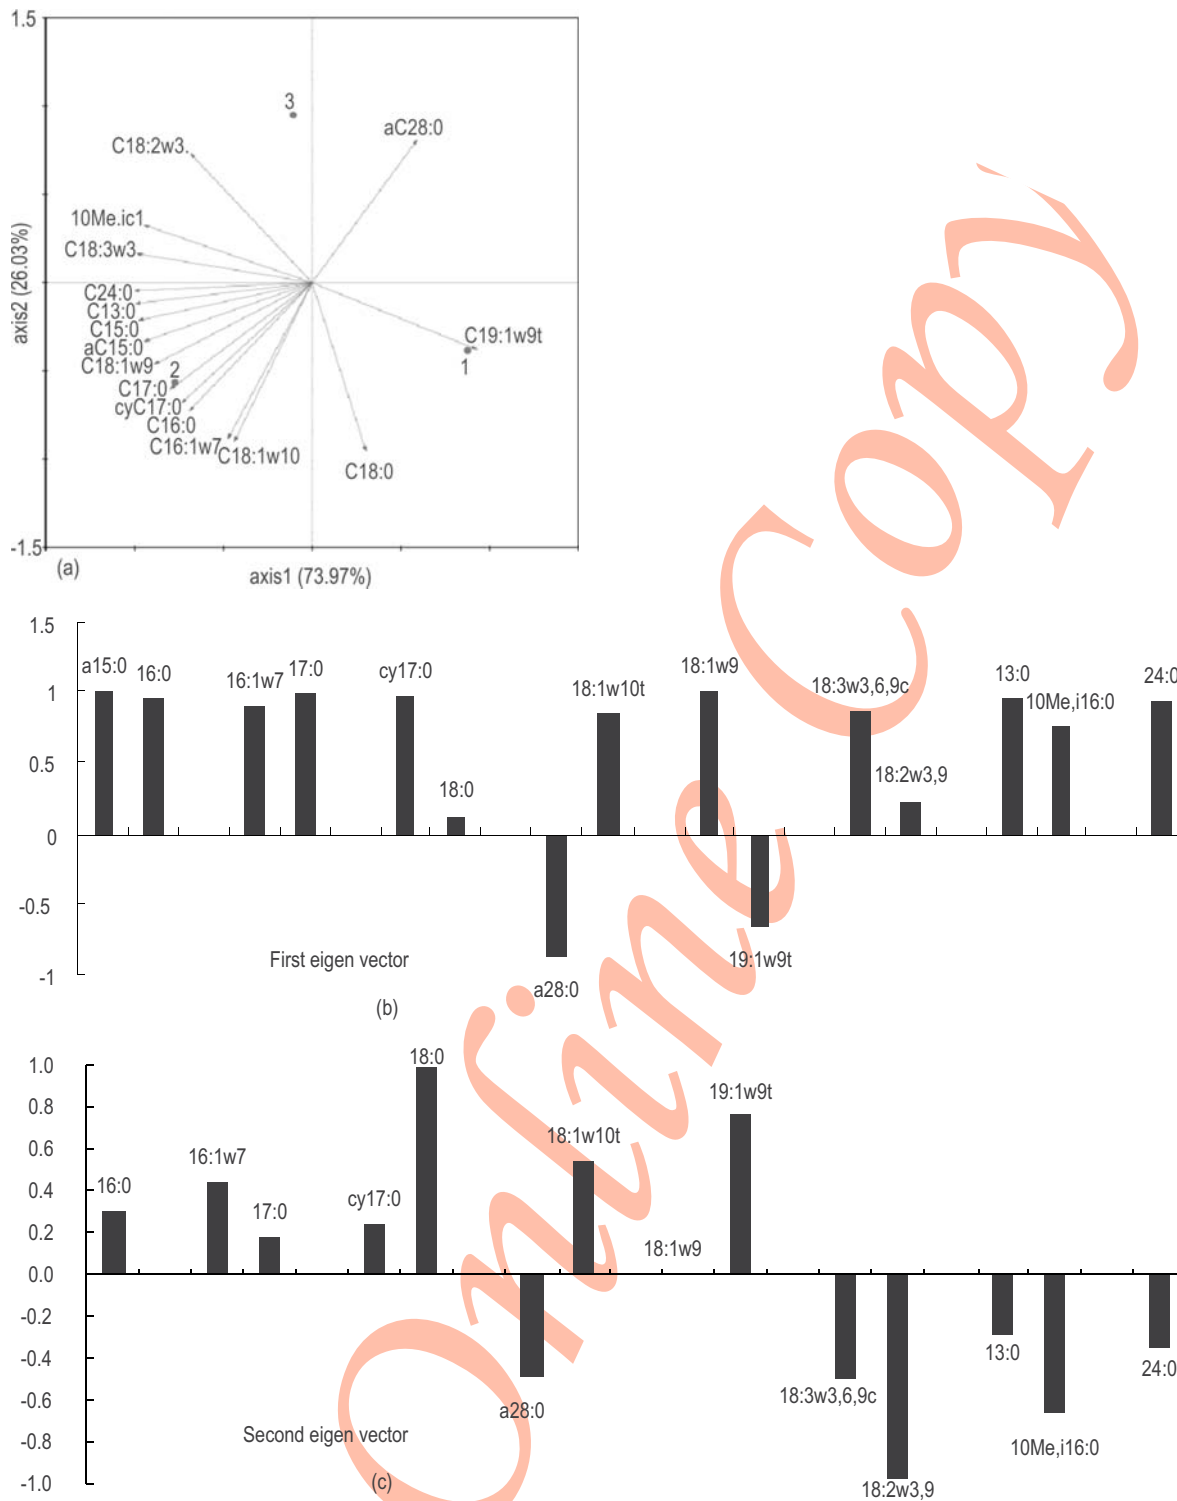 1.5
3
aC28:0
C18:2w3.
10Me.ic1
C18:3w3
C24:0
C13:0
C15:0
aC15:0
C18:1w9
C17:0
2
cyC17:0
C16:0
C16:1w7
C18:1w10
C18:0
C19:1w9t
1
axis2 (26.03%)
-1.5
(a)
axis1 (73.97%)
1.5
1
0.5
0
-0.5
-1
a15:0
16:0
16:1w7
17:0
cy17:0
18:0
a28:0
18:1w10t
18:1w9
19:1w9t
18:3w3,6,9c
18:2w3,9
13:0
10Me,i16:0
24:0
First eigen vector
(b)
1.0
0.8
0.6
0.4
0.2
0.0
-0.2
-0.4
-0.6
-0.8
-1.0
16:0
16:1w7
17:0
cy17:0
18:0
a28:0
18:1w10t
18:1w9
19:1w9t
18:3w3,6,9c
18:2w3,9
13:0
10Me,i16:0
24:0
Second eigen vector
(c)
Online Copy